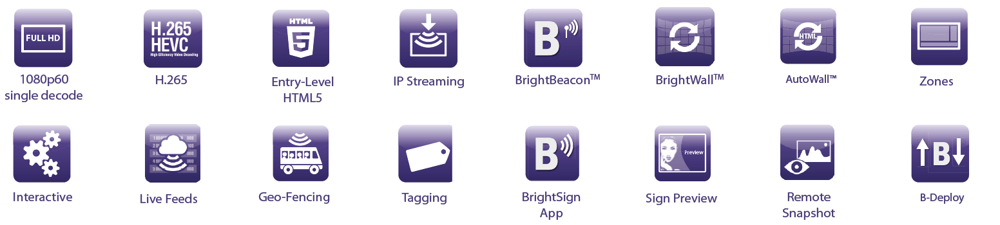 FULL HD
1080p60
single decode
H.265
HEVC
High Efficiency Video Decoding
H.265
HTML
5
Entry-Level
HTML5
IP Streaming
B
BrightBeacon™
BrightWall™
HTML
AutoWall™
Zones
Interactive
Live Feeds
Geo-Fencing
Tagging
B
BrightSign
App
Preview
Sign Preview
Remote
Snapshot
B
B-Deploy